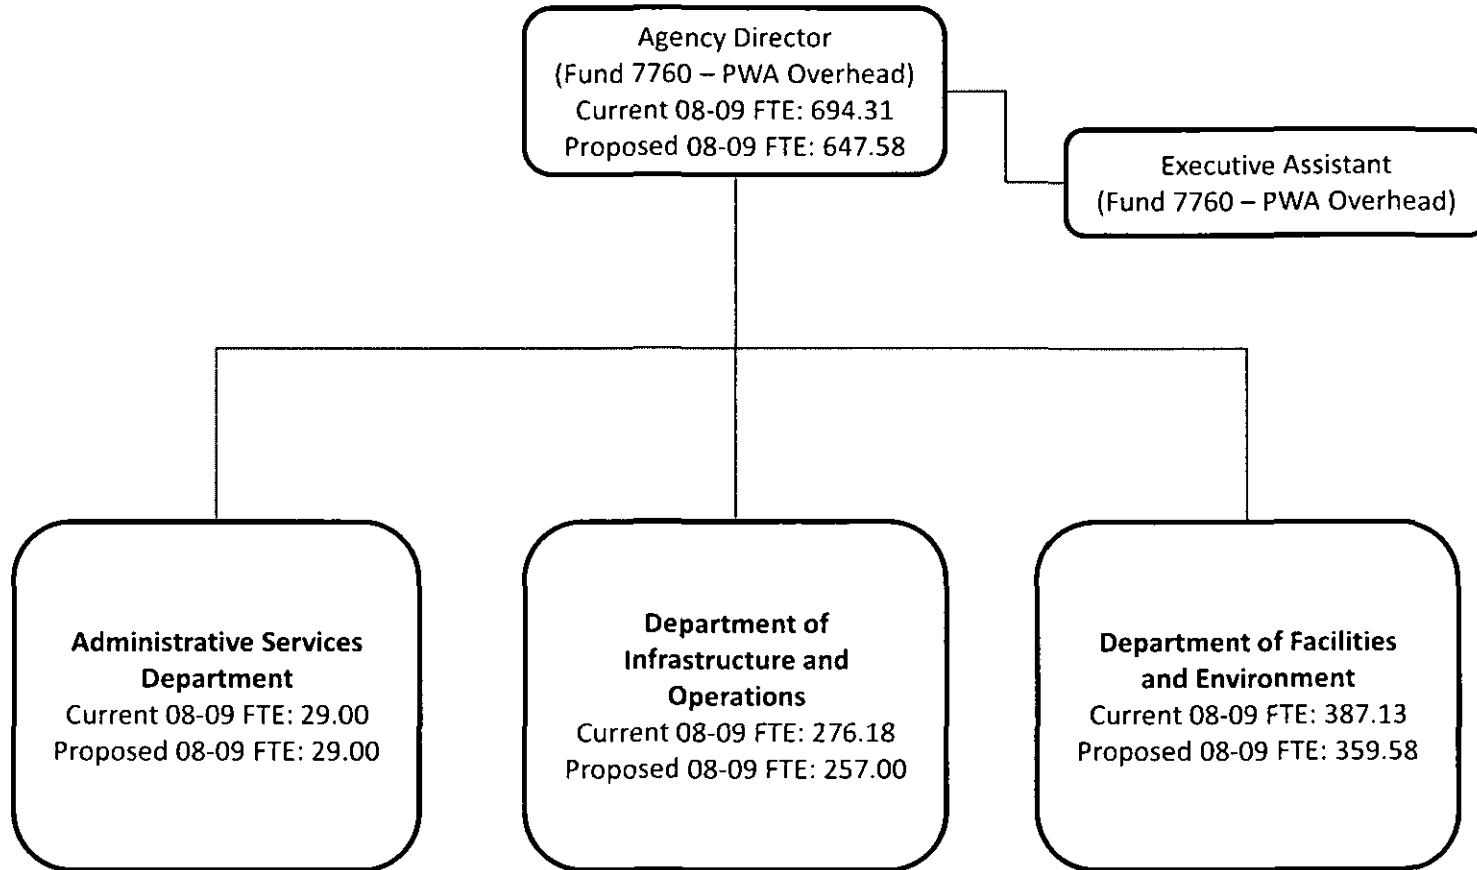 Agency Director
(Fund 7760 – PWA Overhead)
Current 08-09 FTE: 694.31
Proposed 08-09 FTE: 647.58
Executive Assistant
(Fund 7760 – PWA Overhead)
Administrative Services
Department
Current 08-09 FTE: 29.00
Proposed 08-09 FTE: 29.00
Department of
Infrastructure and
Operations
Current 08-09 FTE: 276.18
Proposed 08-09 FTE: 257.00
Department of Facilities
and Environment
Current 08-09 FTE: 387.13
Proposed 08-09 FTE: 359.58